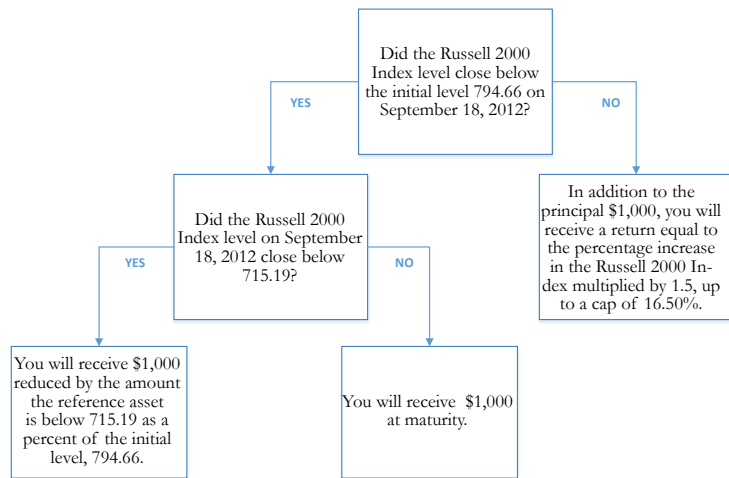 Did the Russell 2000
Index level close below
the initial level 794.66 on
September 18, 2012?
YES
NO
Did the Russell 2000
Index level on September
18, 2012 close below
715.19?
In addition to the
principal $1,000, you will
receive a return equal to
the percentage increase
in the Russell 2000 In-
dex multiplied by 1.5, up
to a cap of 16.50%.
YES
NO
You will receive $1,000
reduced by the amount
the reference asset
is below 715.19 as a
percent of the initial
level, 794.66.
You will receive $1,000
at maturity.